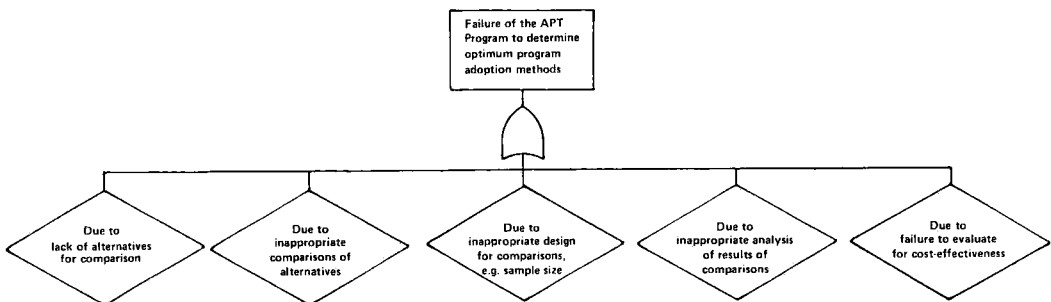 Failure of the APT
Program to determine
optimum program
adoption methods
Due to
lack of alternatives
for comparison
Due to
inappropriate
comparisons of
alternatives
Due to
inappropriate design
for comparisons,
e.g. sample size
Due to
inappropriate analysis
of results of
comparisons
Due to
failure to evaluate
for cost-effectiveness